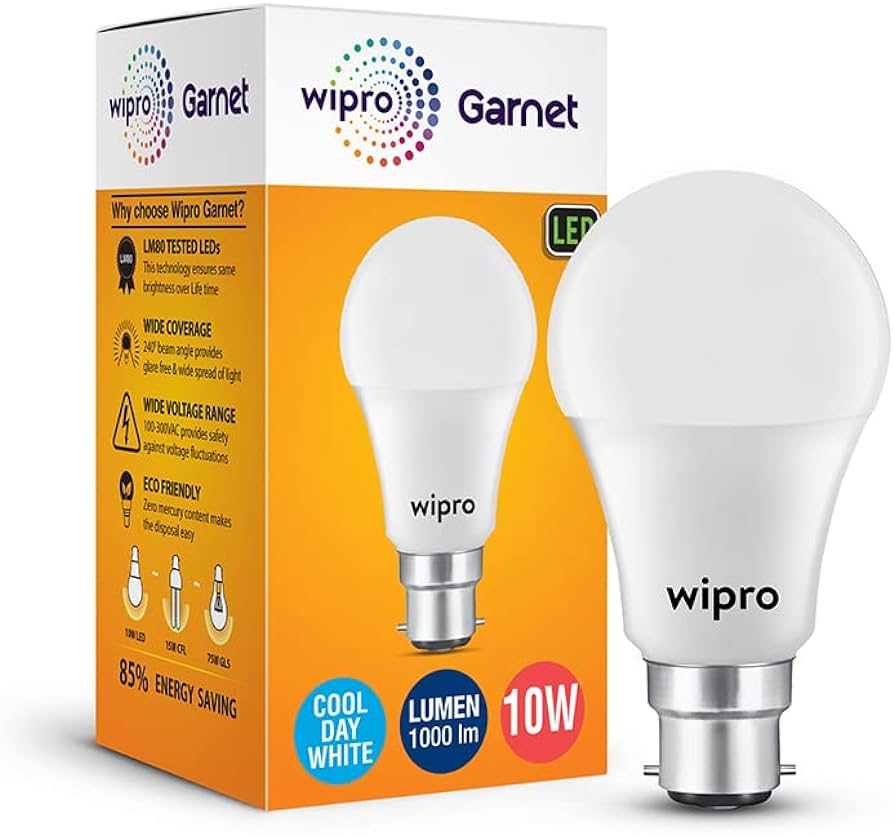 wipro Garnet
Why choose Wipro Garnet?
LM80
LM80 TESTED LEDs
This technology ensures same
brightness over Life time
WIDE COVERAGE
240° beam angle provides
glare free & wide spread of light
WIDE VOLTAGE RANGE
100-300VAC provides safety
against voltage fluctuations
ECO FRIENDLY
Zero mercury content makes
the disposal easy
10W LED
15W CFL
75W GLS
85% ENERGY SAVING
wipro Garnet
LED
wipro
COOL
DAY
WHITE
LUMEN
1000 lm
10W
wipro